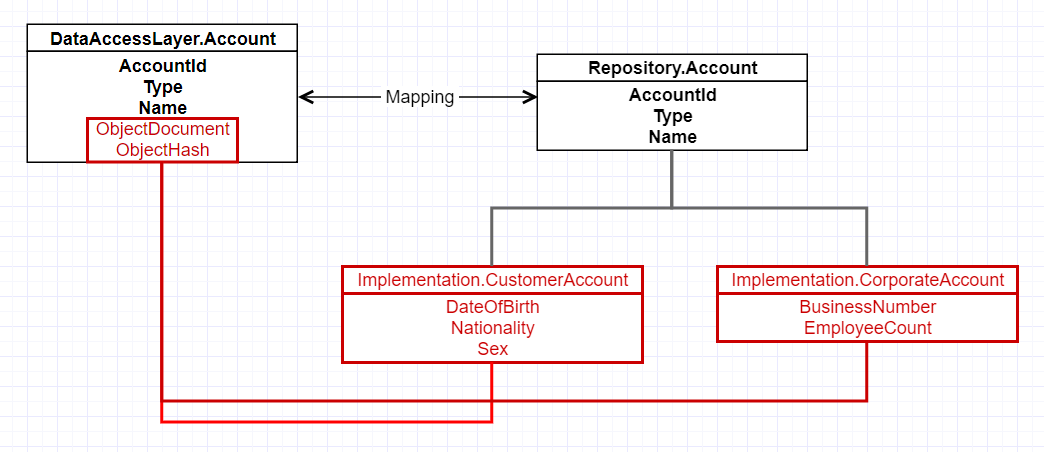 DataAccessLayer.Account
AccountId
Type
Name
ObjectDocument
ObjectHash
Mapping
Repository.Account
AccountId
Type
Name
Implementation.CustomerAccount
DateOfBirth
Nationality
Sex
Implementation.CorporateAccount
BusinessNumber
EmployeeCount